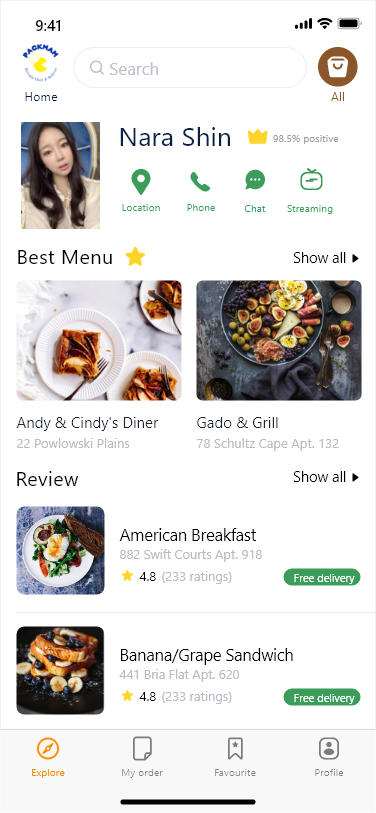 9:41
PACKMAN
Home
Search
All
Nara Shin
98.5% positive
Location
Phone
Chat
Streaming
Best Menu
Show all
Andy & Cindy's Diner
22 Powlowski Plains
Gado & Grill
78 Schultz Cape Apt. 132
Review
Show all
American Breakfast
882 Swift Courts Apt. 918
4.8 (233 ratings)
Free delivery
Banana/Grape Sandwich
441 Bria Flat Apt. 620
4.8 (233 ratings)
Free delivery
Explore
My order
Favourite
Profile